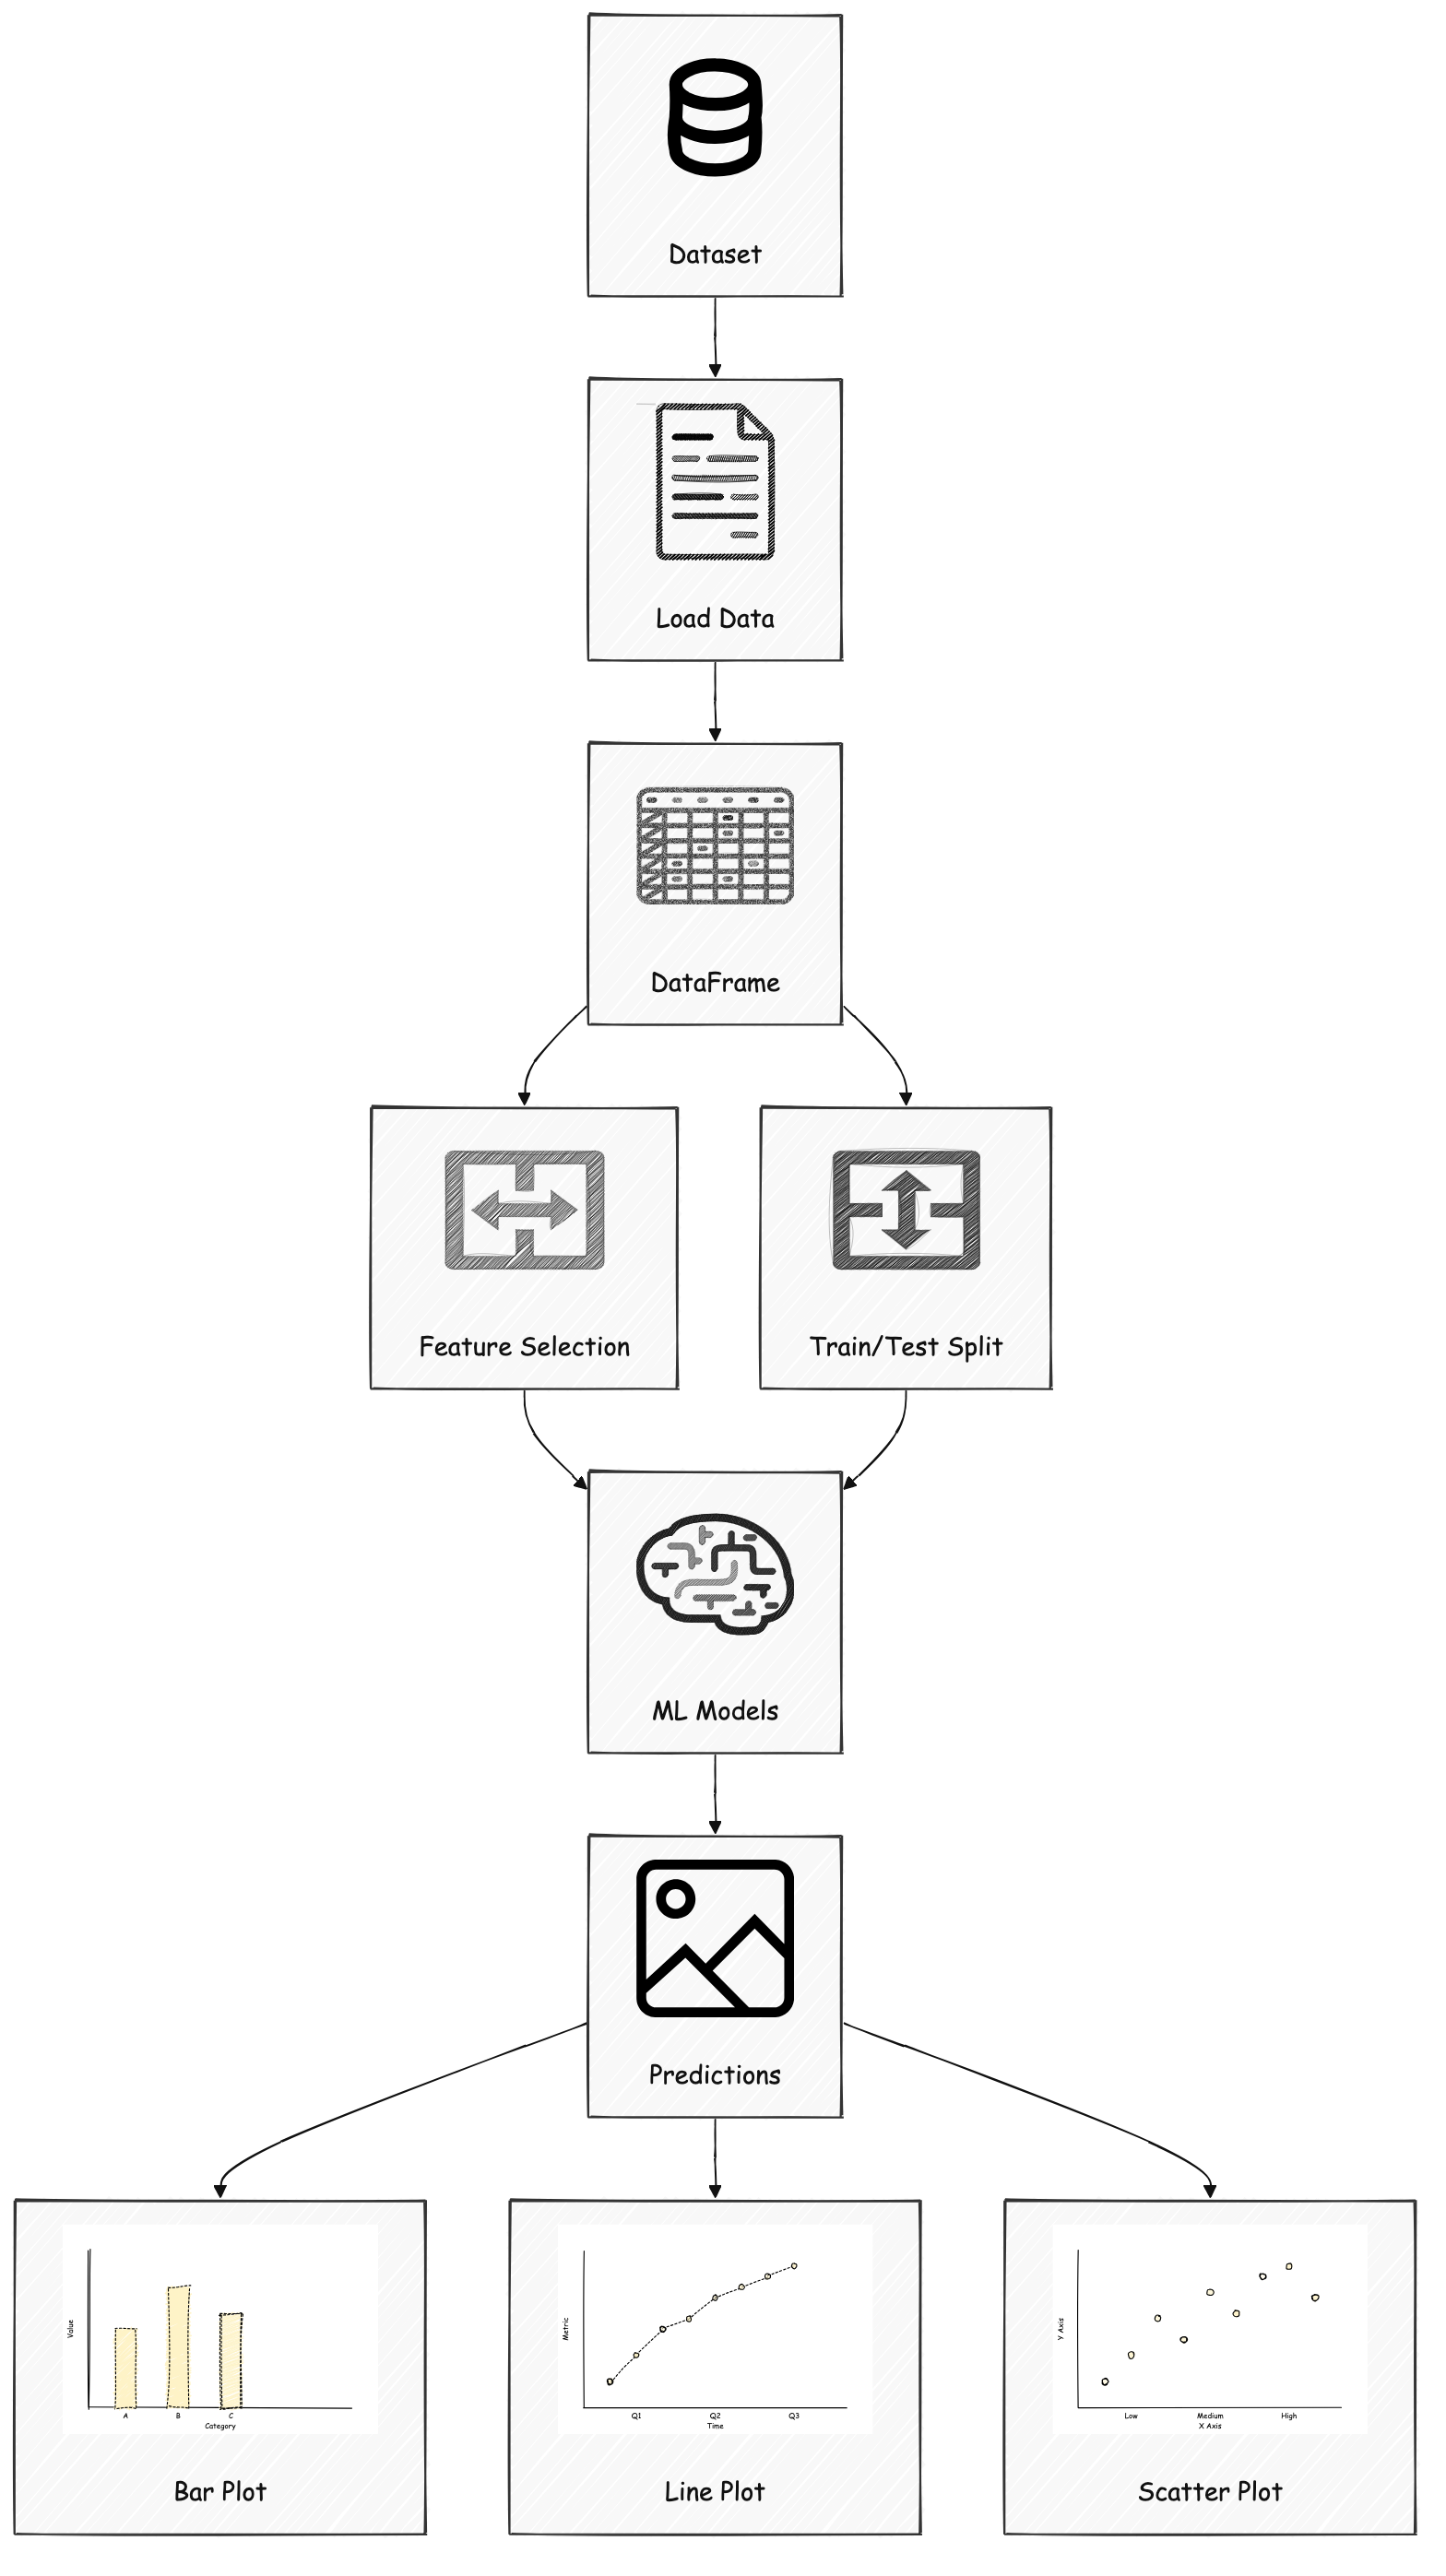 Dataset
Load Data
DataFrame
Feature Selection
Train/Test Split
ML Models
Predictions
Value
A B C
Category
Bar Plot
Metric
Q1 Q2 Q3
Time
Line Plot
Y Axis
Low Medium High
X Axis
Scatter Plot